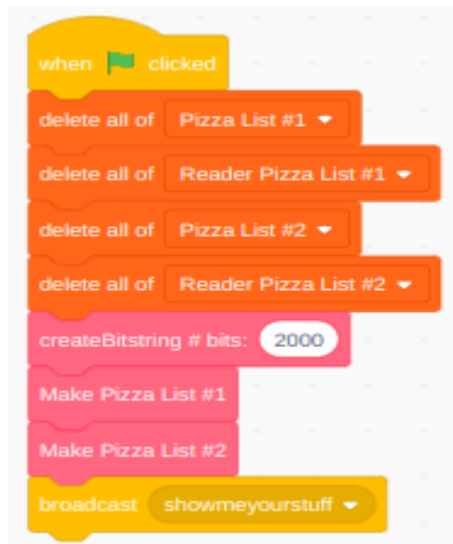 when clicked
delete all of Pizza List #1
delete all of Reader Pizza List #1
delete all of Pizza List #2
delete all of Reader Pizza List #2
createBitstring # bits: 2000
Make Pizza List #1
Make Pizza List #2
broadcast showmeyourstuff